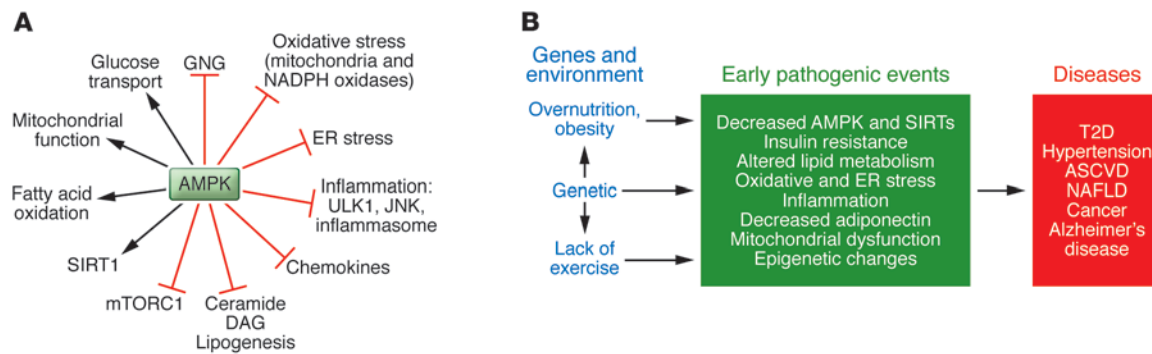 A
Glucose
transport
GNG
Oxidative stress
(mitochondria and
NADPH oxidases)
Mitochondrial
function
ER stress
AMPK
Fatty acid
oxidation
Inflammation:
ULK1, JNK,
inflammasome
SIRT1
Chemokines
mTORC1
Ceramide
DAG
Lipogenesis
B
Genes and
environment
Overnutrition,
obesity
Genetic
Lack of
exercise
Early pathogenic events
Decreased AMPK and SIRTs
Insulin resistance
Altered lipid metabolism
Oxidative and ER stress
Inflammation
Decreased adiponectin
Mitochondrial dysfunction
Epigenetic changes
Diseases
T2D
Hypertension
ASCVD
NAFLD
Cancer
Alzheimer's
disease